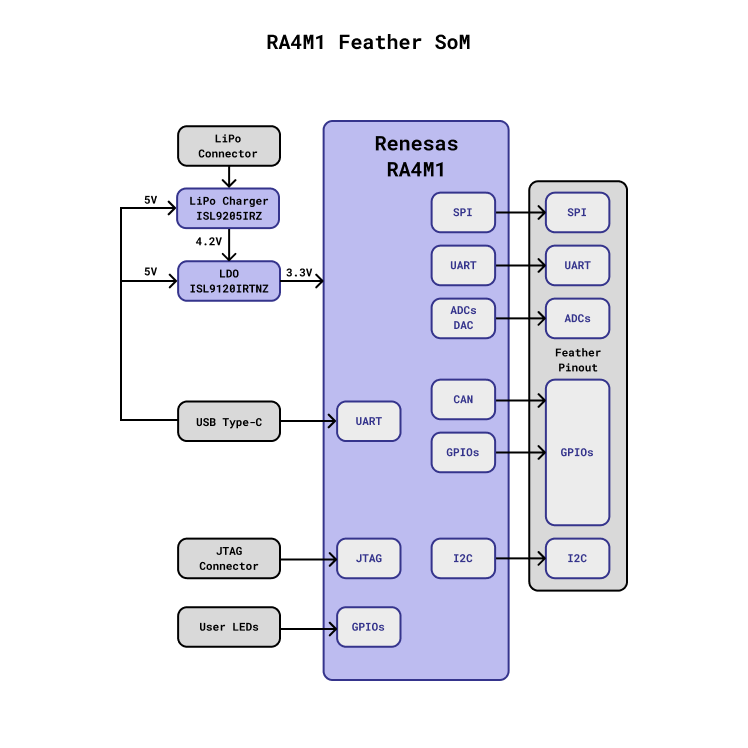 RA4M1 Feather SoM
LiPo
Connector
5V
LiPo Charger
ISL9205IRZ
4.2V
5V
LDO
ISL9120IRTNZ
3.3V
USB Type-C
JTAG
Connector
User LEDs
Renesas
RA4M1
UART
JTAG
GPIOs
SPI
UART
ADCs
DAC
CAN
GPIOs
I2C
SPI
UART
ADCs
Feather
Pinout
GPIOs
I2C